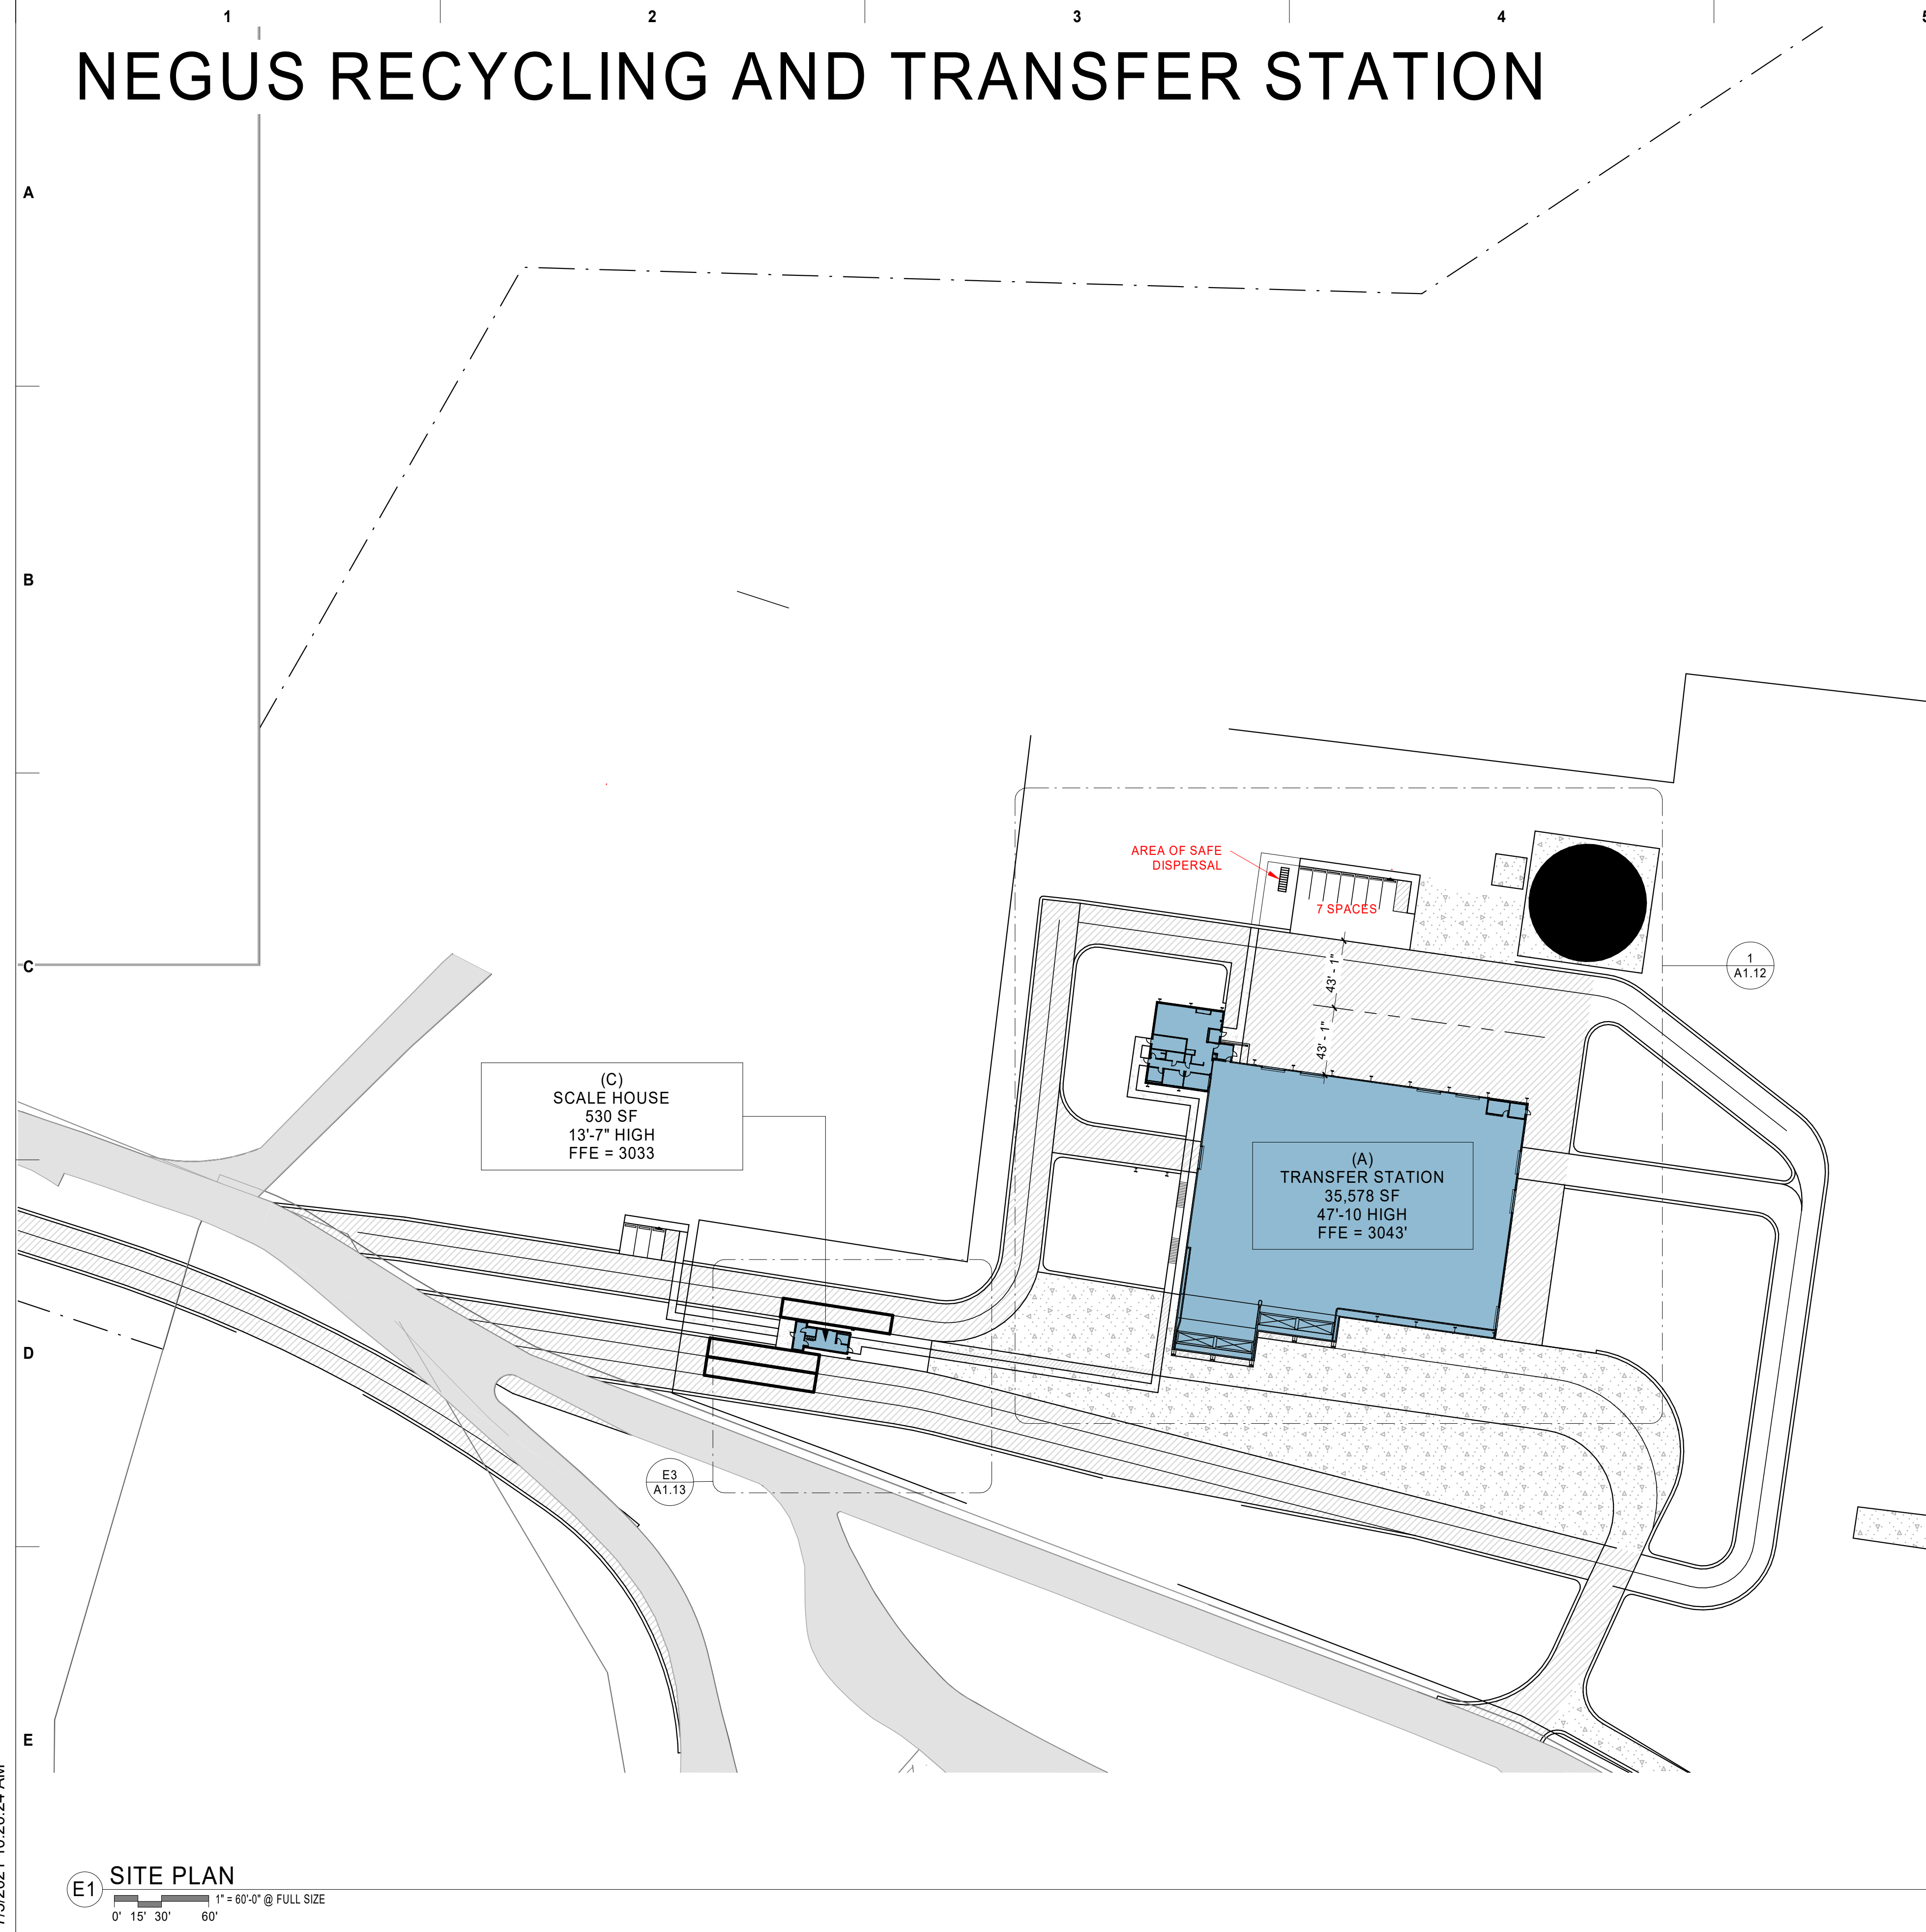 1 2 3 4 5
NEGUS RECYCLING AND TRANSFER STATION
A
B
C
D
E
AREA OF SAFE
DISPERSAL
7 SPACES
43' - 1"
43' - 1"
1
A1.12
(C)
SCALE HOUSE
530 SF
13'-7" HIGH
FFE = 3033
(A)
TRANSFER STATION
35,578 SF
47'-10 HIGH
FFE = 3043'
E3
A1.13
E1
SITE PLAN
1" = 60'-0" @ FULL SIZE
0' 15' 30' 60'